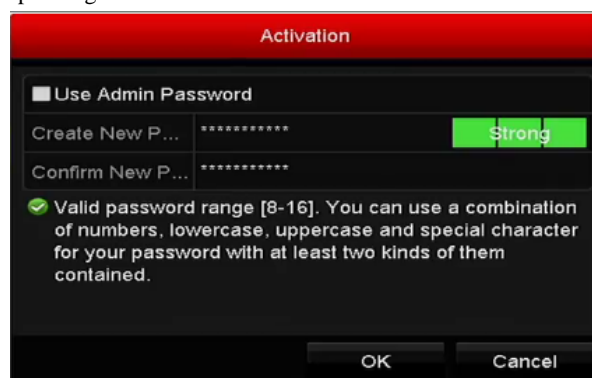 Activation
Use Admin Password
Create New P... *********** Strong
Confirm New P... ***********
Valid password range [8-16]. You can use a combination
of numbers, lowercase, uppercase and special character
for your password with at least two kinds of them
contained.
OK Cancel